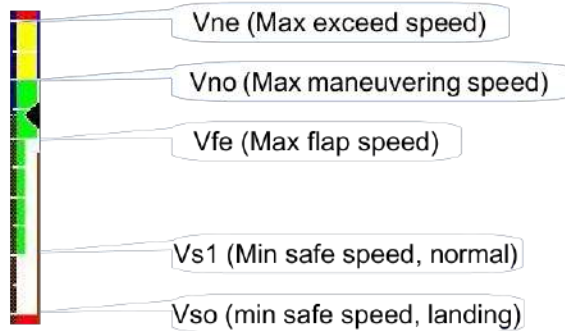 Vne (Max exceed speed)
Vno (Max maneuvering speed)
Vfe (Max flap speed)
Vs1 (Min safe speed, normal)
Vso (min safe speed, landing)